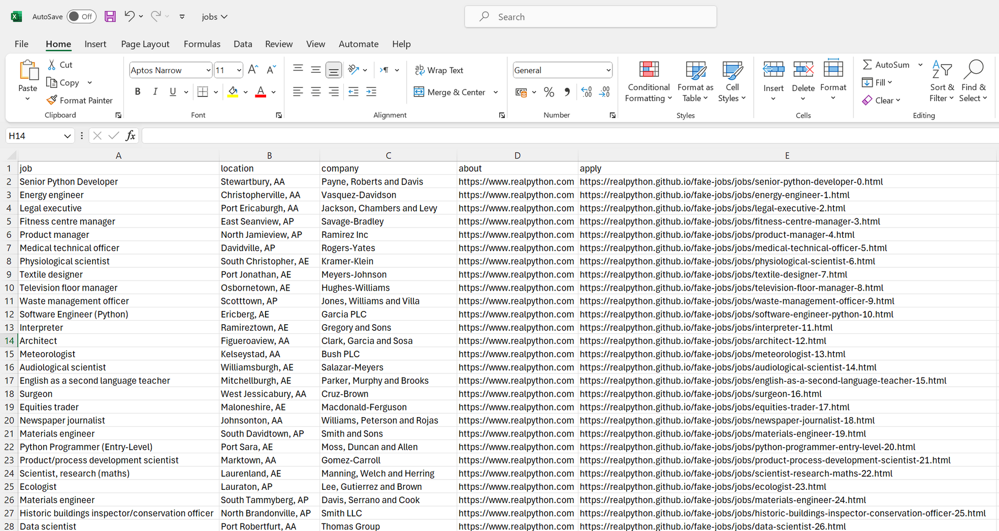 AutoSave Off jobs Search
File Home Insert Page Layout Formulas Data Review View Automate Help
Paste Cut Copy Format Painter Clipboard
Aptos Narrow 11 B I U A Font
ab Wrap Text Merge & Center Alignment
General % Number
Conditional Formatting Format as Table Cell Styles Styles
Insert Delete Format Cells
AutoSum Fill Clear Sort & Filter Find & Select Editing
H14 fx
A B C D E
1 job location company about apply
2 Senior Python Developer Stewartbury, AA Payne, Roberts and Davis https://www.realpython.com https://realpython.github.io/fake-jobs/jobs/senior-python-developer-0.html
3 Energy engineer Christopherville, AA Vasquez-Davidson https://www.realpython.com https://realpython.github.io/fake-jobs/jobs/energy-engineer-1.html
4 Legal executive Port Ericaburgh, AA Jackson, Chambers and Levy https://www.realpython.com https://realpython.github.io/fake-jobs/jobs/legal-executive-2.html
5 Fitness centre manager East Seanview, AP Savage-Bradley https://www.realpython.com https://realpython.github.io/fake-jobs/jobs/fitness-centre-manager-3.html
6 Product manager North Jamieview, AP Ramirez Inc https://www.realpython.com https://realpython.github.io/fake-jobs/jobs/product-manager-4.html
7 Medical technical officer Davidville, AP Rogers-Yates https://www.realpython.com https://realpython.github.io/fake-jobs/jobs/medical-technical-officer-5.html
8 Physiological scientist South Christopher, AE Kramer-Klein https://www.realpython.com https://realpython.github.io/fake-jobs/jobs/physiological-scientist-6.html
9 Textile designer Port Jonathan, AE Meyers-Johnson https://www.realpython.com https://realpython.github.io/fake-jobs/jobs/textile-designer-7.html
10 Television floor manager Osbornetown, AE Hughes-Williams https://www.realpython.com https://realpython.github.io/fake-jobs/jobs/television-floor-manager-8.html
11 Waste management officer Scotttown, AP Jones, Williams and Villa https://www.realpython.com https://realpython.github.io/fake-jobs/jobs/waste-management-officer-9.html
12 Software Engineer (Python) Ericberg, AE Garcia PLC https://www.realpython.com https://realpython.github.io/fake-jobs/jobs/software-engineer-python-10.html
13 Interpreter Ramireztown, AE Gregory and Sons https://www.realpython.com https://realpython.github.io/fake-jobs/jobs/interpreter-11.html
14 Architect Figueroaview, AA Clark, Garcia and Sosa https://www.realpython.com https://realpython.github.io/fake-jobs/jobs/architect-12.html
15 Meteorologist Kelseystad, AA Bush PLC https://www.realpython.com https://realpython.github.io/fake-jobs/jobs/meteorologist-13.html
16 Audiological scientist Williamsburgh, AE Salazar-Meyers https://www.realpython.com https://realpython.github.io/fake-jobs/jobs/audiological-scientist-14.html
17 English as a second language teacher Mitchellburgh, AE Parker, Murphy and Brooks https://www.realpython.com https://realpython.github.io/fake-jobs/jobs/english-as-a-second-language-teacher-15.html
18 Surgeon West Jessicabury, AA Cruz-Brown https://www.realpython.com https://realpython.github.io/fake-jobs/jobs/surgeon-16.html
19 Equities trader Maloneshire, AE Macdonald-Ferguson https://www.realpython.com https://realpython.github.io/fake-jobs/jobs/equities-trader-17.html
20 Newspaper journalist Johnsonton, AA Williams, Peterson and Rojas https://www.realpython.com https://realpython.github.io/fake-jobs/jobs/newspaper-journalist-18.html
21 Materials engineer South Davidtown, AP Smith and Sons https://www.realpython.com https://realpython.github.io/fake-jobs/jobs/materials-engineer-19.html
22 Python Programmer (Entry-Level) Port Sara, AE Moss, Duncan and Allen https://www.realpython.com https://realpython.github.io/fake-jobs/jobs/python-programmer-entry-level-20.html
23 Product/process development scientist Marktown, AA Gomez-Carroll https://www.realpython.com https://realpython.github.io/fake-jobs/jobs/product-process-development-scientist-21.html
24 Scientist, research (maths) Laurenland, AE Manning, Welch and Herring https://www.realpython.com https://realpython.github.io/fake-jobs/jobs/scientist-research-maths-22.html
25 Ecologist Lauraton, AP Lee, Gutierrez and Brown https://www.realpython.com https://realpython.github.io/fake-jobs/jobs/ecologist-23.html
26 Materials engineer South Tammyberg, AP Davis, Serrano and Cook https://www.realpython.com https://realpython.github.io/fake-jobs/jobs/materials-engineer-24.html
27 Historic buildings inspector/conservation officer North Brandonville, AP Smith LLC https://www.realpython.com https://realpython.github.io/fake-jobs/jobs/historic-buildings-inspector-conservation-officer-25.html
28 Data scientist Port Robertfurt, AA Thomas Group https://www.realpython.com https://realpython.github.io/fake-jobs/jobs/data-scientist-26.html